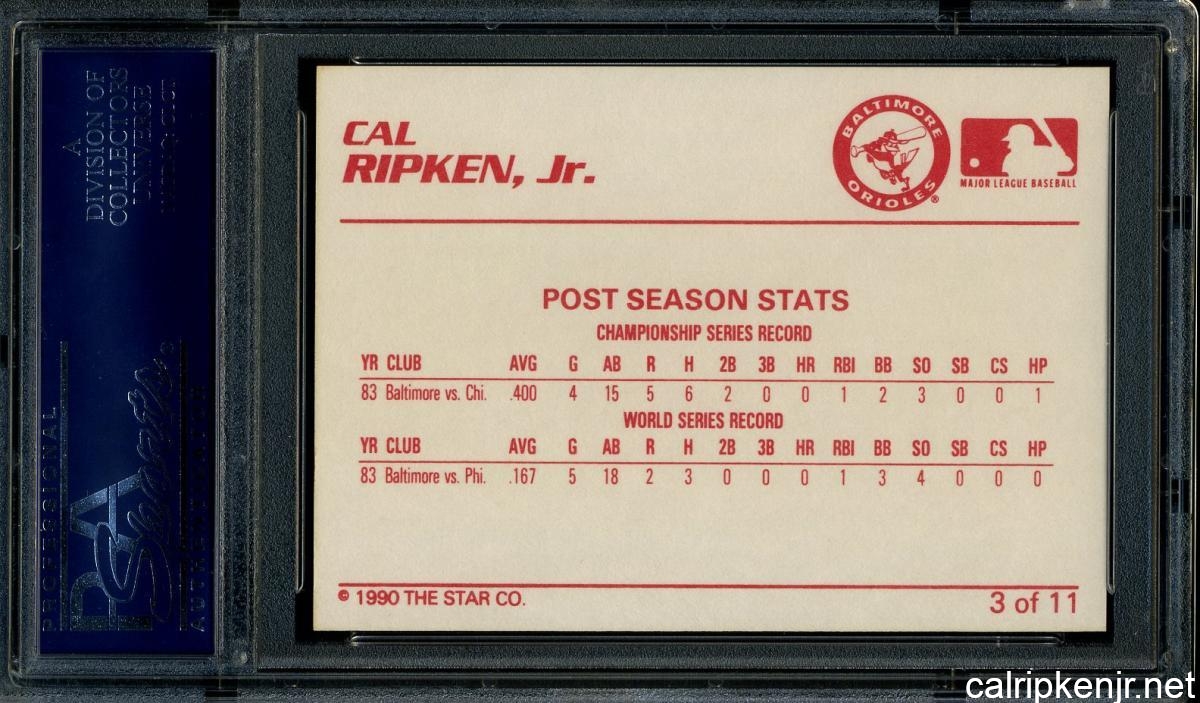 A
DIVISION OF
COLLECTORS
UNIVERSE
PROFESSIONAL
PSA
Sports
AUTHENTICATOR
CAL
RIPKEN, Jr.
BALTIMORE
ORIOLES®
MAJOR LEAGUE BASEBALL
POST SEASON STATS
CHAMPIONSHIP SERIES RECORD
YR CLUB AVG G AB R H 2B 3B HR RBI BB SO SB CS HP
83 Baltimore vs. Chi. .400 4 15 5 6 2 0 0 1 2 3 0 0 1
WORLD SERIES RECORD
YR CLUB AVG G AB R H 2B 3B HR RBI BB SO SB CS HP
83 Baltimore vs. Phi. .167 5 18 2 3 0 0 0 1 3 4 0 0 0
© 1990 THE STAR CO.
3 of 11
calripkenjr.net